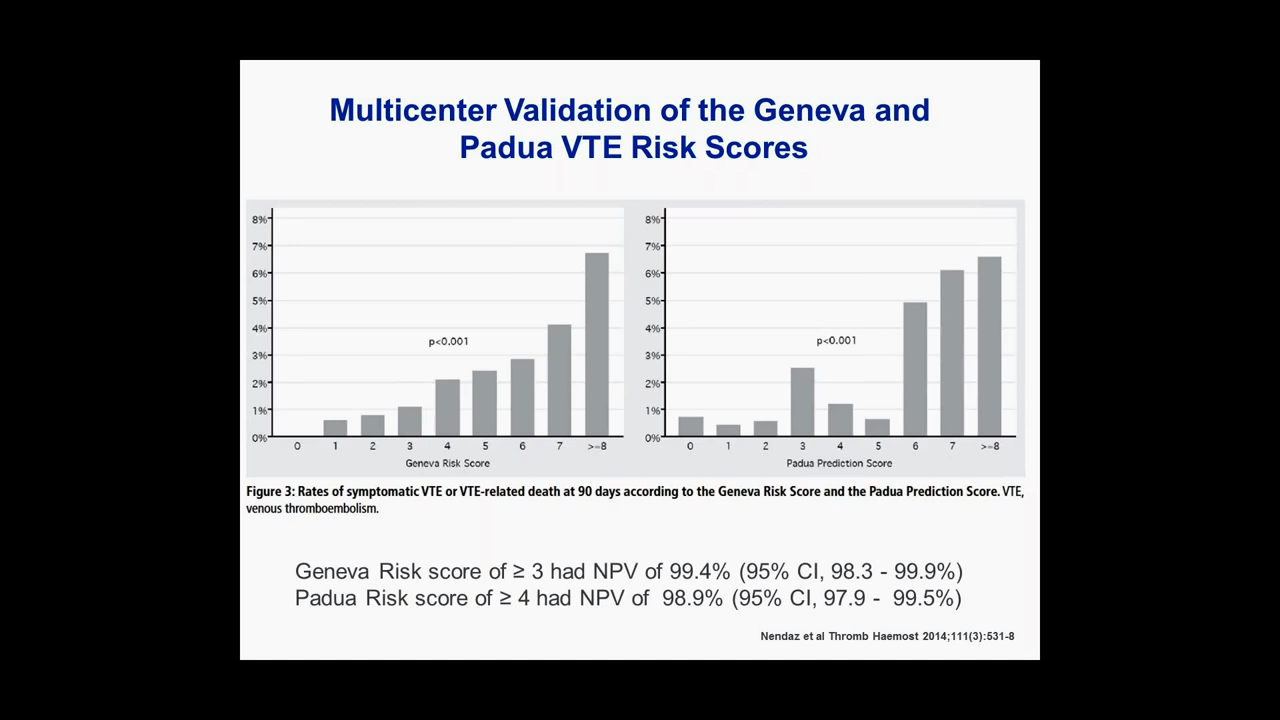 Multicenter Validation of the Geneva and
Padua VTE Risk Scores
8%
7%
6%
5%
4%
3%
2%
1%
0%
p<0.001
0 1 2 3 4 5 6 7 >=8
Geneva Risk Score
8%
7%
6%
5%
4%
3%
2%
1%
0%
p<0.001
0 1 2 3 4 5 6 7 >=8
Padua Prediction Score
Figure 3: Rates of symptomatic VTE or VTE-related death at 90 days according to the Geneva Risk Score and the Padua Prediction Score. VTE,
venous thromboembolism.
Geneva Risk score of ≥ 3 had NPV of 99.4% (95% CI, 98.3 - 99.9%)
Padua Risk score of ≥ 4 had NPV of 98.9% (95% CI, 97.9 - 99.5%)
Nendaz et al Thromb Haemost 2014;111(3):531-8